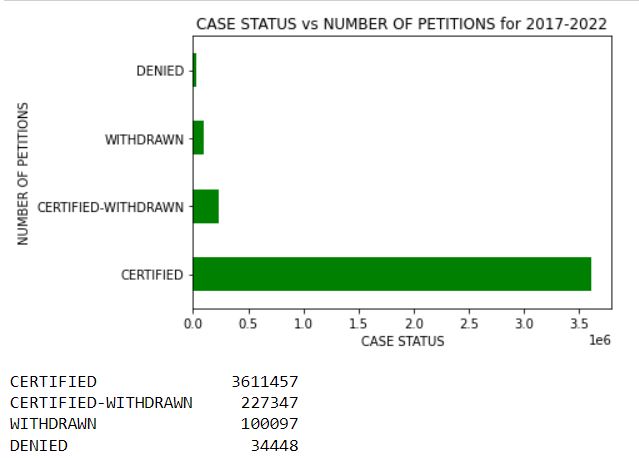 CASE STATUS vs NUMBER OF PETITIONS for 2017-2022
NUMBER OF PETITIONS
DENIED
WITHDRAWN
CERTIFIED-WITHDRAWN
CERTIFIED
0.0 0.5 1.0 1.5 2.0 2.5 3.0 3.5
1e6
CASE STATUS
CERTIFIED 3611457
CERTIFIED-WITHDRAWN 227347
WITHDRAWN 100097
DENIED 34448